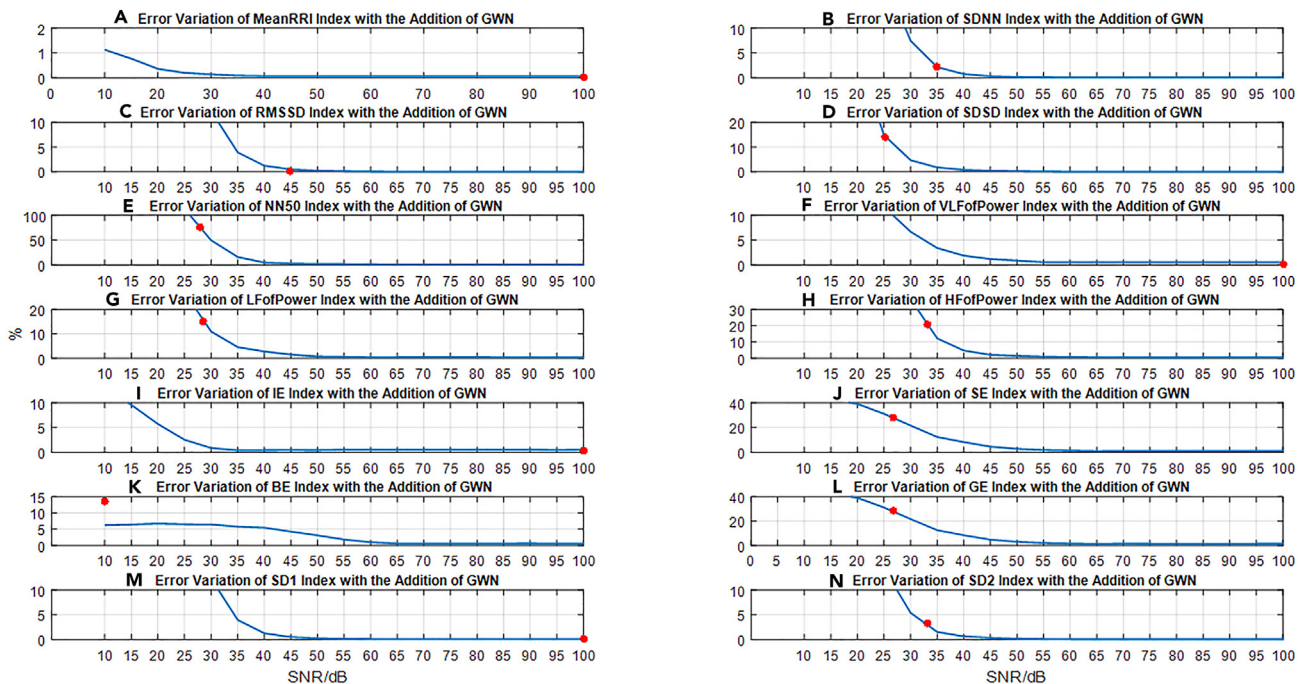 A Error Variation of MeanRRI Index with the Addition of GWN
2
1
0
0 10 15 20 25 30 35 40 45 50 55 60 65 70 75 80 85 90 95 100
B Error Variation of SDNN Index with the Addition of GWN
10
5
0
10 15 20 25 30 35 40 45 50 55 60 65 70 75 80 85 90 95 100
C Error Variation of RMSSD Index with the Addition of GWN
10
5
0
10 15 20 25 30 35 40 45 50 55 60 65 70 75 80 85 90 95 100
D Error Variation of SDSD Index with the Addition of GWN
20
10
0
10 15 20 25 30 35 40 45 50 55 60 65 70 75 80 85 90 95 100
E Error Variation of NN50 Index with the Addition of GWN
100
50
0
10 15 20 25 30 35 40 45 50 55 60 65 70 75 80 85 90 95 100
F Error Variation of VLFofPower Index with the Addition of GWN
10
5
0
10 15 20 25 30 35 40 45 50 55 60 65 70 75 80 85 90 95 100
G Error Variation of LFofPower Index with the Addition of GWN
20
10
0
10 15 20 25 30 35 40 45 50 55 60 65 70 75 80 85 90 95 100
%
H Error Variation of HFofPower Index with the Addition of GWN
30
20
10
0
10 15 20 25 30 35 40 45 50 55 60 65 70 75 80 85 90 95 100
I Error Variation of IE Index with the Addition of GWN
10
5
0
10 15 20 25 30 35 40 45 50 55 60 65 70 75 80 85 90 95 100
J Error Variation of SE Index with the Addition of GWN
40
20
0
10 15 20 25 30 35 40 45 50 55 60 65 70 75 80 85 90 95 100
K Error Variation of BE Index with the Addition of GWN
15
10
5
0
10 15 20 25 30 35 40 45 50 55 60 65 70 75 80 85 90 95 100
L Error Variation of GE Index with the Addition of GWN
40
20
0
0 5 10 15 20 25 30 35 40 45 50 55 60 65 70 75 80 85 90 95 100
M Error Variation of SD1 Index with the Addition of GWN
10
5
0
10 15 20 25 30 35 40 45 50 55 60 65 70 75 80 85 90 95 100
SNR/dB
N Error Variation of SD2 Index with the Addition of GWN
10
5
0
10 15 20 25 30 35 40 45 50 55 60 65 70 75 80 85 90 95 100
SNR/dB